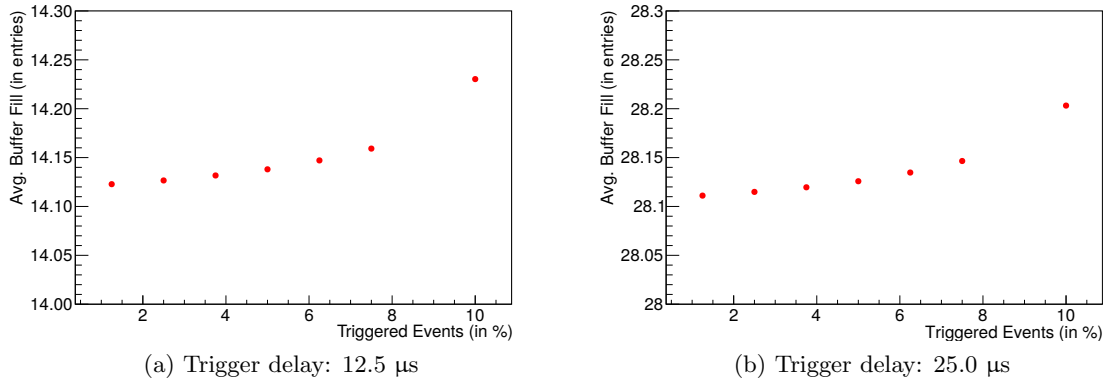 Avg. Buffer Fill (in entries)
14.30
14.25
14.20
14.15
14.10
14.05
14.00
2 4 6 8 10
Triggered Events (in %)
(a) Trigger delay: 12.5 µs
Avg. Buffer Fill (in entries)
28.3
28.25
28.2
28.15
28.1
28.05
28
2 4 6 8 10
Triggered Events (in %)
(b) Trigger delay: 25.0 µs